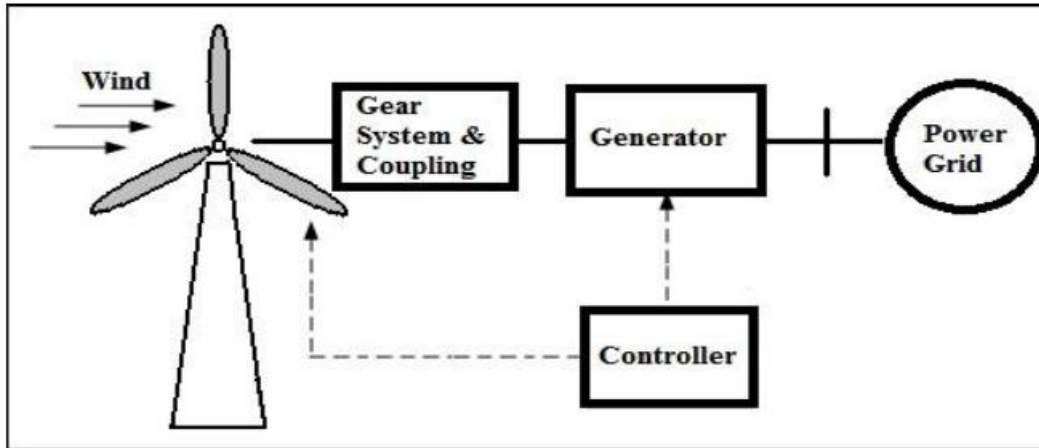 Wind
Gear
System &
Coupling
Generator
Power
Grid
Controller